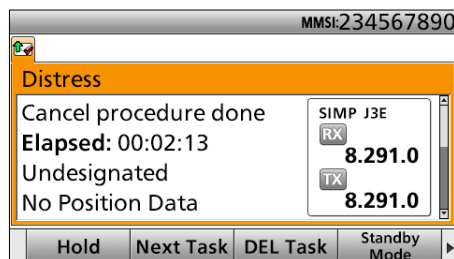 MMSI:234567890
Distress
Cancel procedure done
Elapsed: 00:02:13
Undesignated
No Position Data
SIMP J3E
RX
8.291.0
TX
8.291.0
Hold
Next Task
DEL Task
Standby
Mode